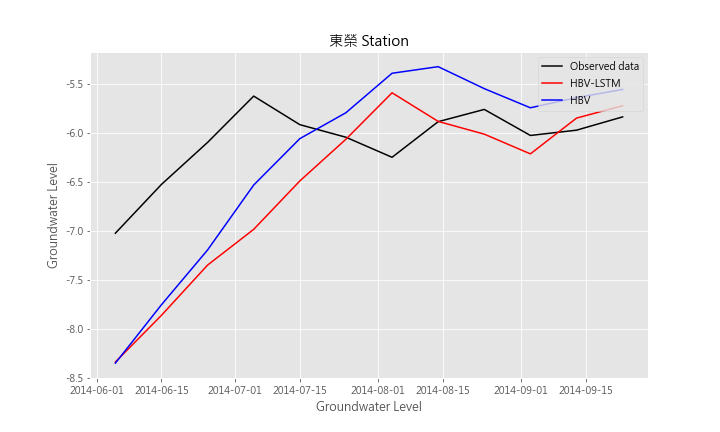 東榮 Station
Observed data
HBV-LSTM
HBV
Groundwater Level
-5.5
-6.0
-6.5
-7.0
-7.5
-8.0
-8.5
2014-06-01 2014-06-15 2014-07-01 2014-07-15 2014-08-01 2014-08-15 2014-09-01 2014-09-15
Groundwater Level